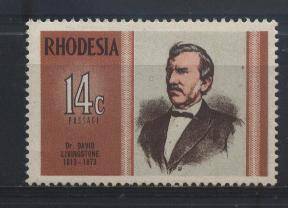 RHODESIA
14c
POSTAGE
Dr. DAVID
LIVINGSTONE
1813-1873